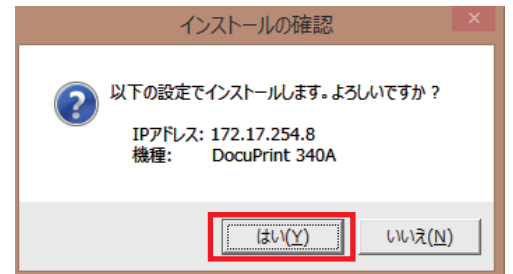 インストールの確認
以下の設定でインストールします。よろしいですか？
IPアドレス: 172.17.254.8
機種: DocuPrint 340A
はい(Y) いいえ(N)